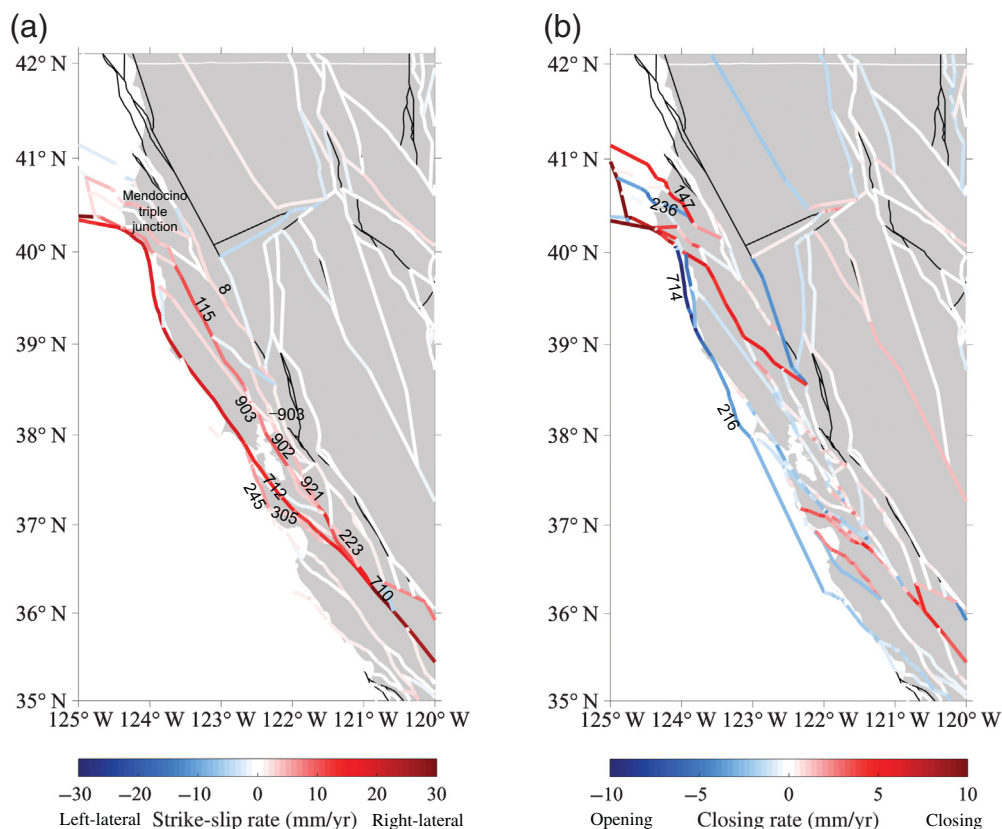 (a)
42° N
41° N
40° N
39° N
38° N
37° N
36° N
35° N
125° W 124° W 123° W 122° W 121° W 120° W
Mendocino
triple
junction
8
115
903
−903
902
712
921
245
305
223
710
−30 −20 −10 0 10 20 30
Left-lateral Strike-slip rate (mm/yr) Right-lateral
(b)
42° N
41° N
40° N
39° N
38° N
37° N
36° N
35° N
125° W 124° W 123° W 122° W 121° W 120° W
147
236
714
216
−10 −5 0 5 10
Opening Closing rate (mm/yr) Closing